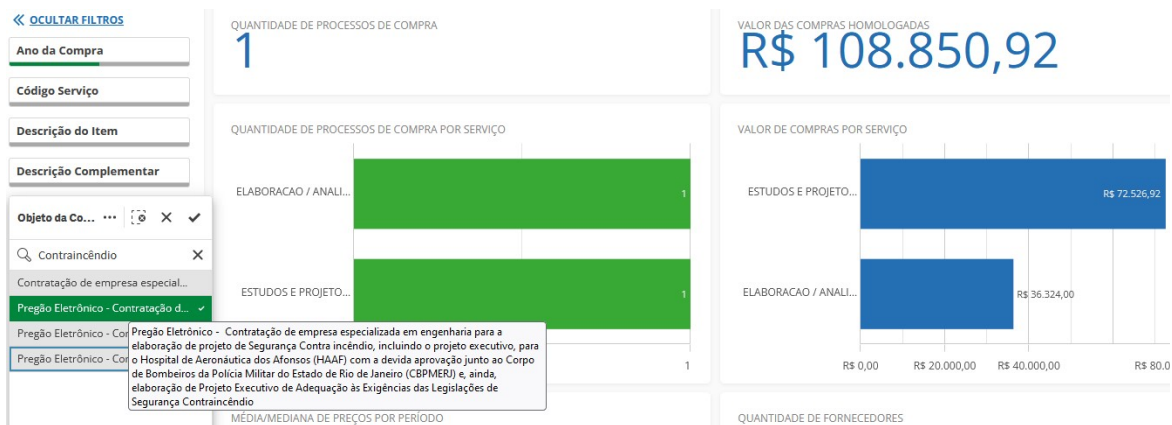 OCULTAR FILTROS
Ano da Compra
Código Serviço
Descrição do Item
Descrição Complementar
Objeto da Co... ...
Contraincêndio
Contratação de empresa especial...
Pregão Eletrônico - Contratação d...
Pregão Eletrônico - Cor
Pregão Eletrônico - Cor
Pregão Eletrônico - Contratação de empresa especializada em engenharia para a
elaboração de projeto de Segurança Contra incêndio, incluindo o projeto executivo, para
o Hospital de Aeronáutica dos Afonsos (HAAF) com a devida aprovação junto ao Corpo
de Bombeiros da Polícia Militar do Estado de Rio de Janeiro (CBPMERJ) e, ainda,
elaboração de Projeto Executivo de Adequação às Exigências das Legislações de
Segurança Contraincêndio
QUANTIDADE DE PROCESSOS DE COMPRA
1
VALOR DAS COMPRAS HOMOLOGADAS
R$ 108.850,92
QUANTIDADE DE PROCESSOS DE COMPRA POR SERVIÇO
ELABORACAO / ANALI...
1
ESTUDOS E PROJETO...
1
1
VALOR DE COMPRAS POR SERVIÇO
ESTUDOS E PROJETO...
R$ 72.526,92
ELABORACAO / ANALI...
R$ 36.324,00
R$ 0,00 R$ 20.000,00 R$ 40.000,00 R$ 80.0
MÉDIA/MEDIANA DE PREÇOS POR PERÍODO
QUANTIDADE DE FORNECEDORES